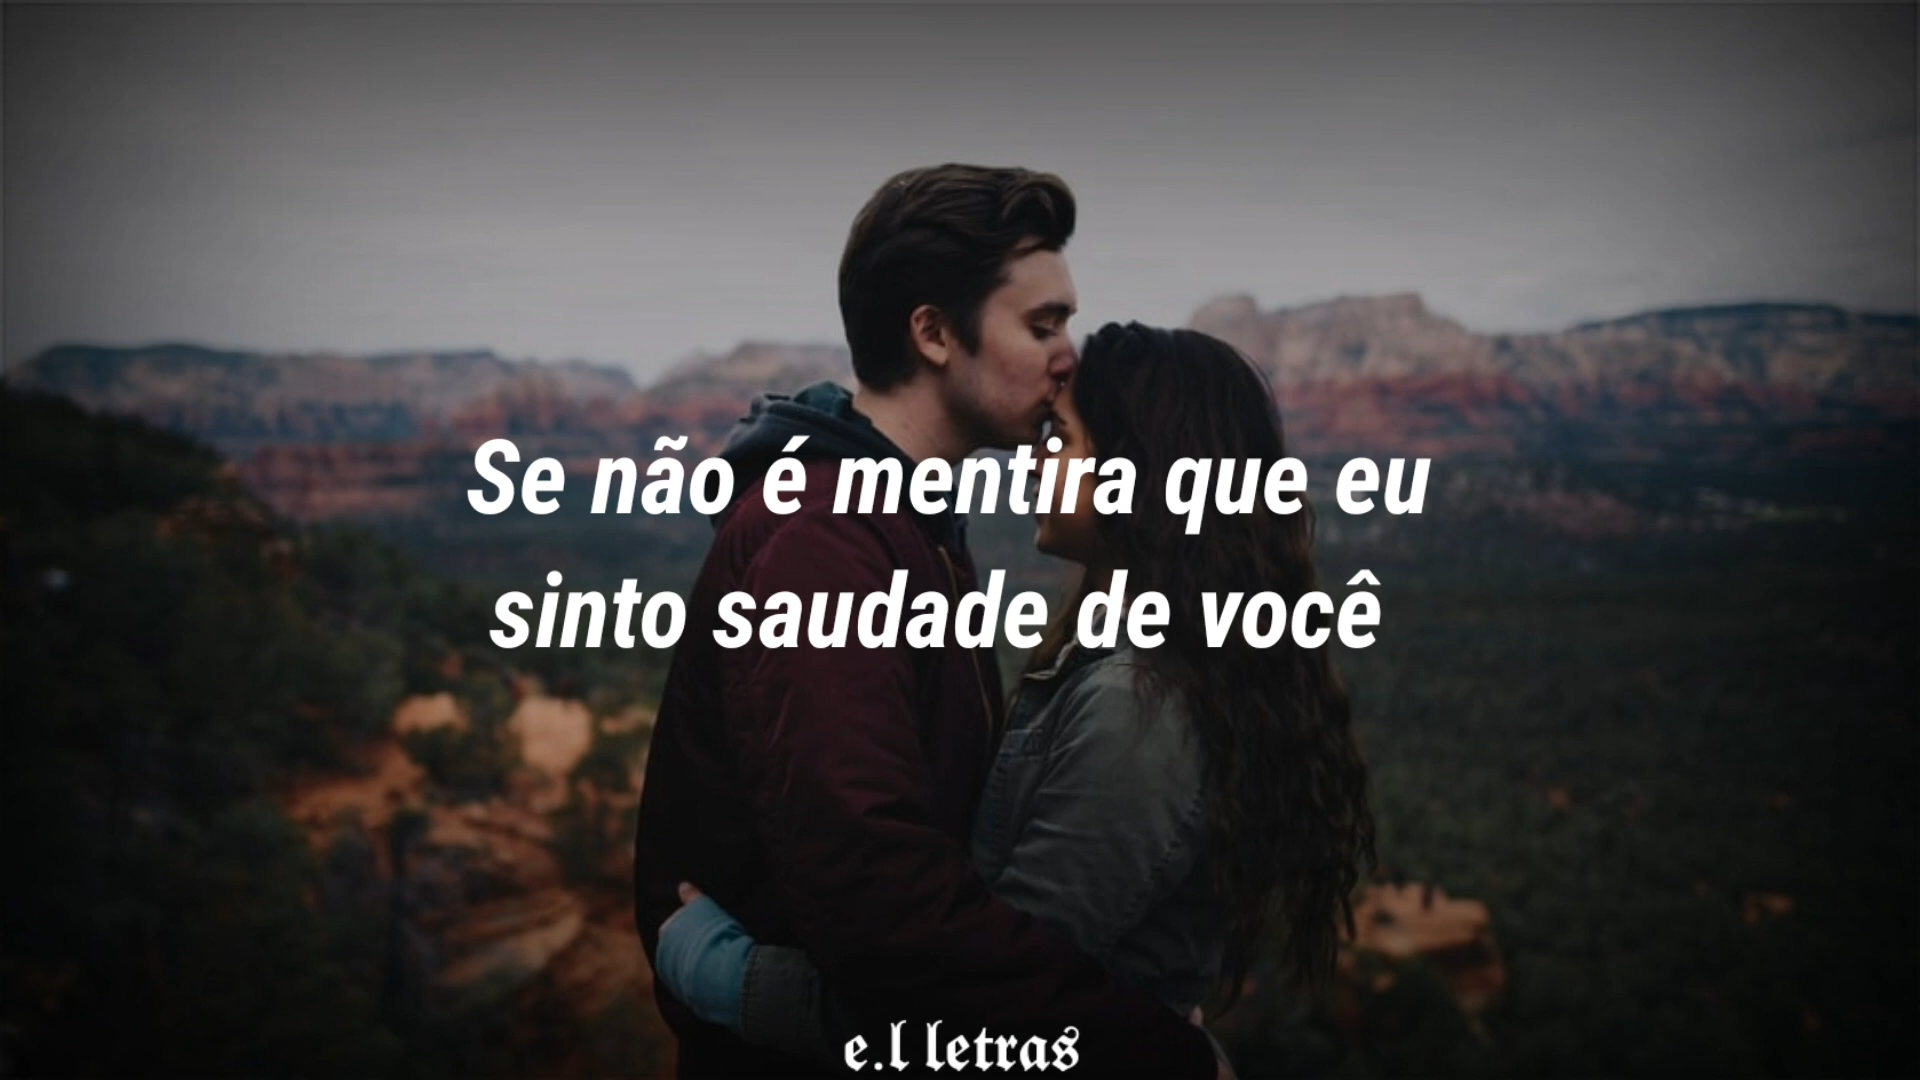 Se não é mentira que eu
sinto saudade de você
e.l letras